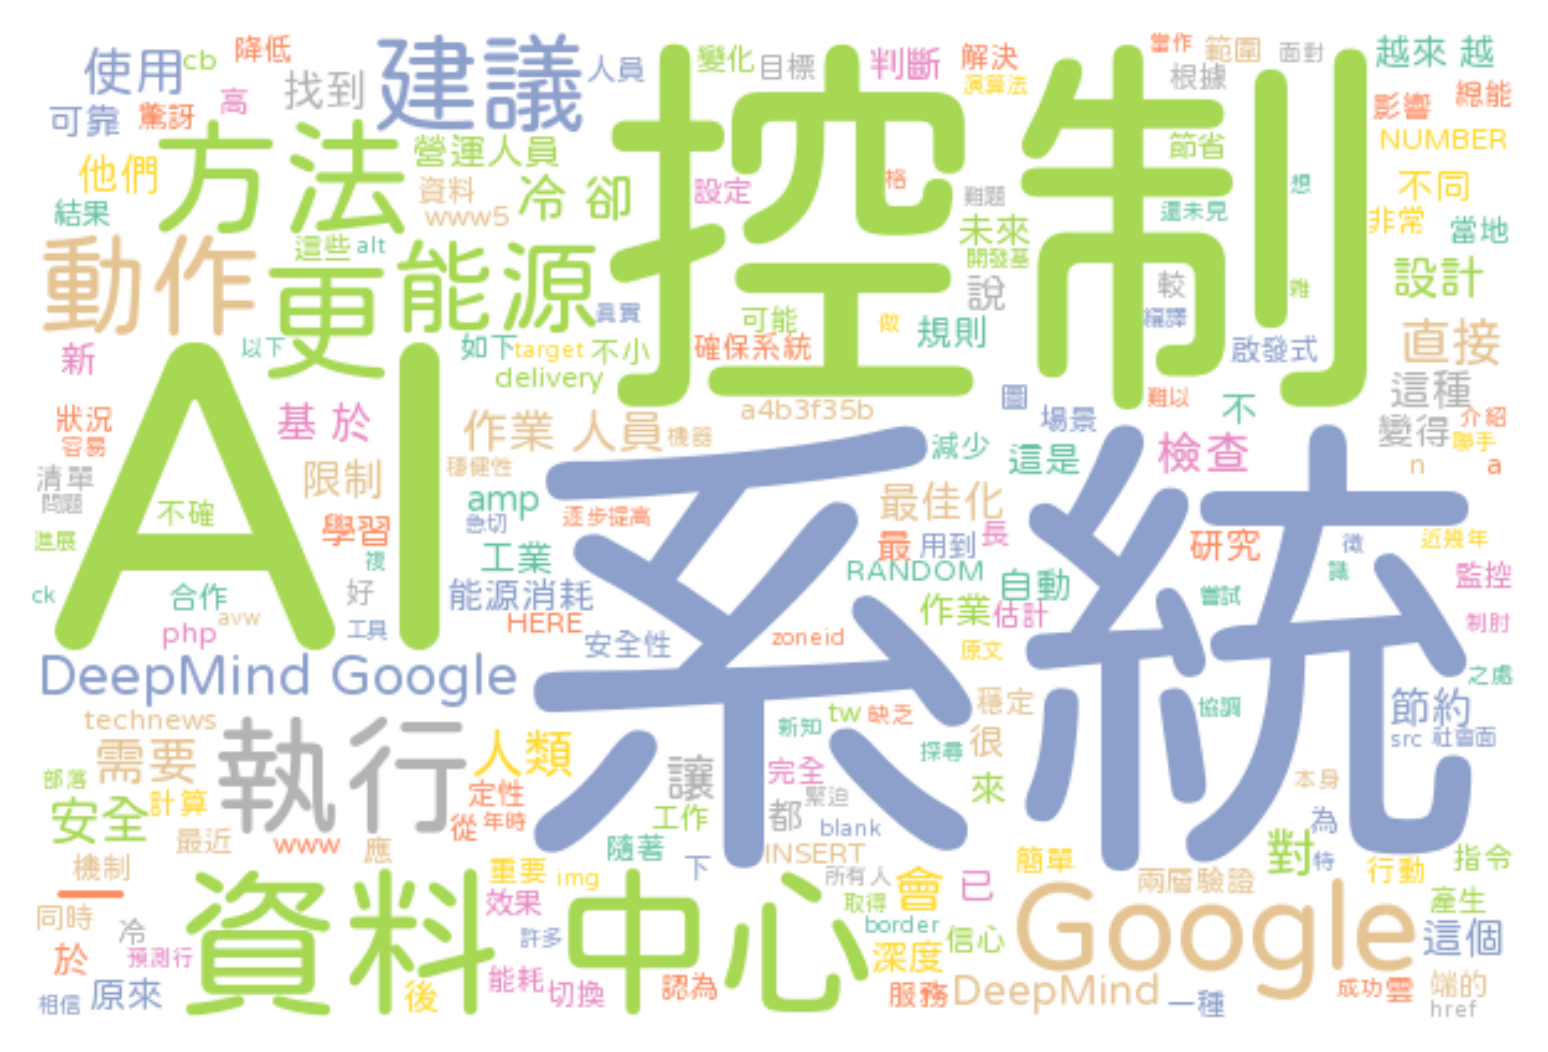 使用
cb
降低
建議
人員
變化
目標
判斷
解決
當作
範圍
面對
越來 越
找到
高
驚訝
可靠
演算法
根據
影響
總能
控制
NUMBER
他們
方法
營運人員
節省
資料
www5
冷 卻
設定
格
難題
想
不同
結果
還未見
非常
當地
這些
alt
未來
開發基
動作
更
能源
說
較
雜
設計
真實
可能
做
規則
編譯
直接
新
以下
如下
target
不小
確保系統
啟發式
delivery
這種
圖
難以
不
狀況
容易
基 於
作業 人員
機器
a4b3f35b
場景
變得
介紹
聯手
AI
減少
這是
檢查
清單
問題
限制
穩健性
n
a
系統
amp
急切
逐步提高
最佳化
不確
學習
進展
複
工業
最
用到
長
研究
徵
近幾年
RANDOM
自動
識
監控
ck
合作
avw
好
能源消耗
作業
估計
嘗試
php
工具
HERE
安全性
zoneid
原文
制肘
DeepMind Google
之處
technews
需要
執行
人類
新知
tw
缺乏
穩定
協調
節約
src
社會面
探尋
很
部落
安全
計算
定性
讓
完全
緊迫
來
本身
從
年時
工作
都
blank
為
最近
www
應
隨著
INSERT
對
特
機制
重要
img
下
所有人
會
已
簡單
兩層驗證
行動
指令
一
同時
資料
中心
效果
取得
border
Google
產生
冷
許多
信心
這個
於
預測行
能耗
深度
相信
原來
後
切換
認為
服務
DeepMind
一種
成功
雲
端的
href